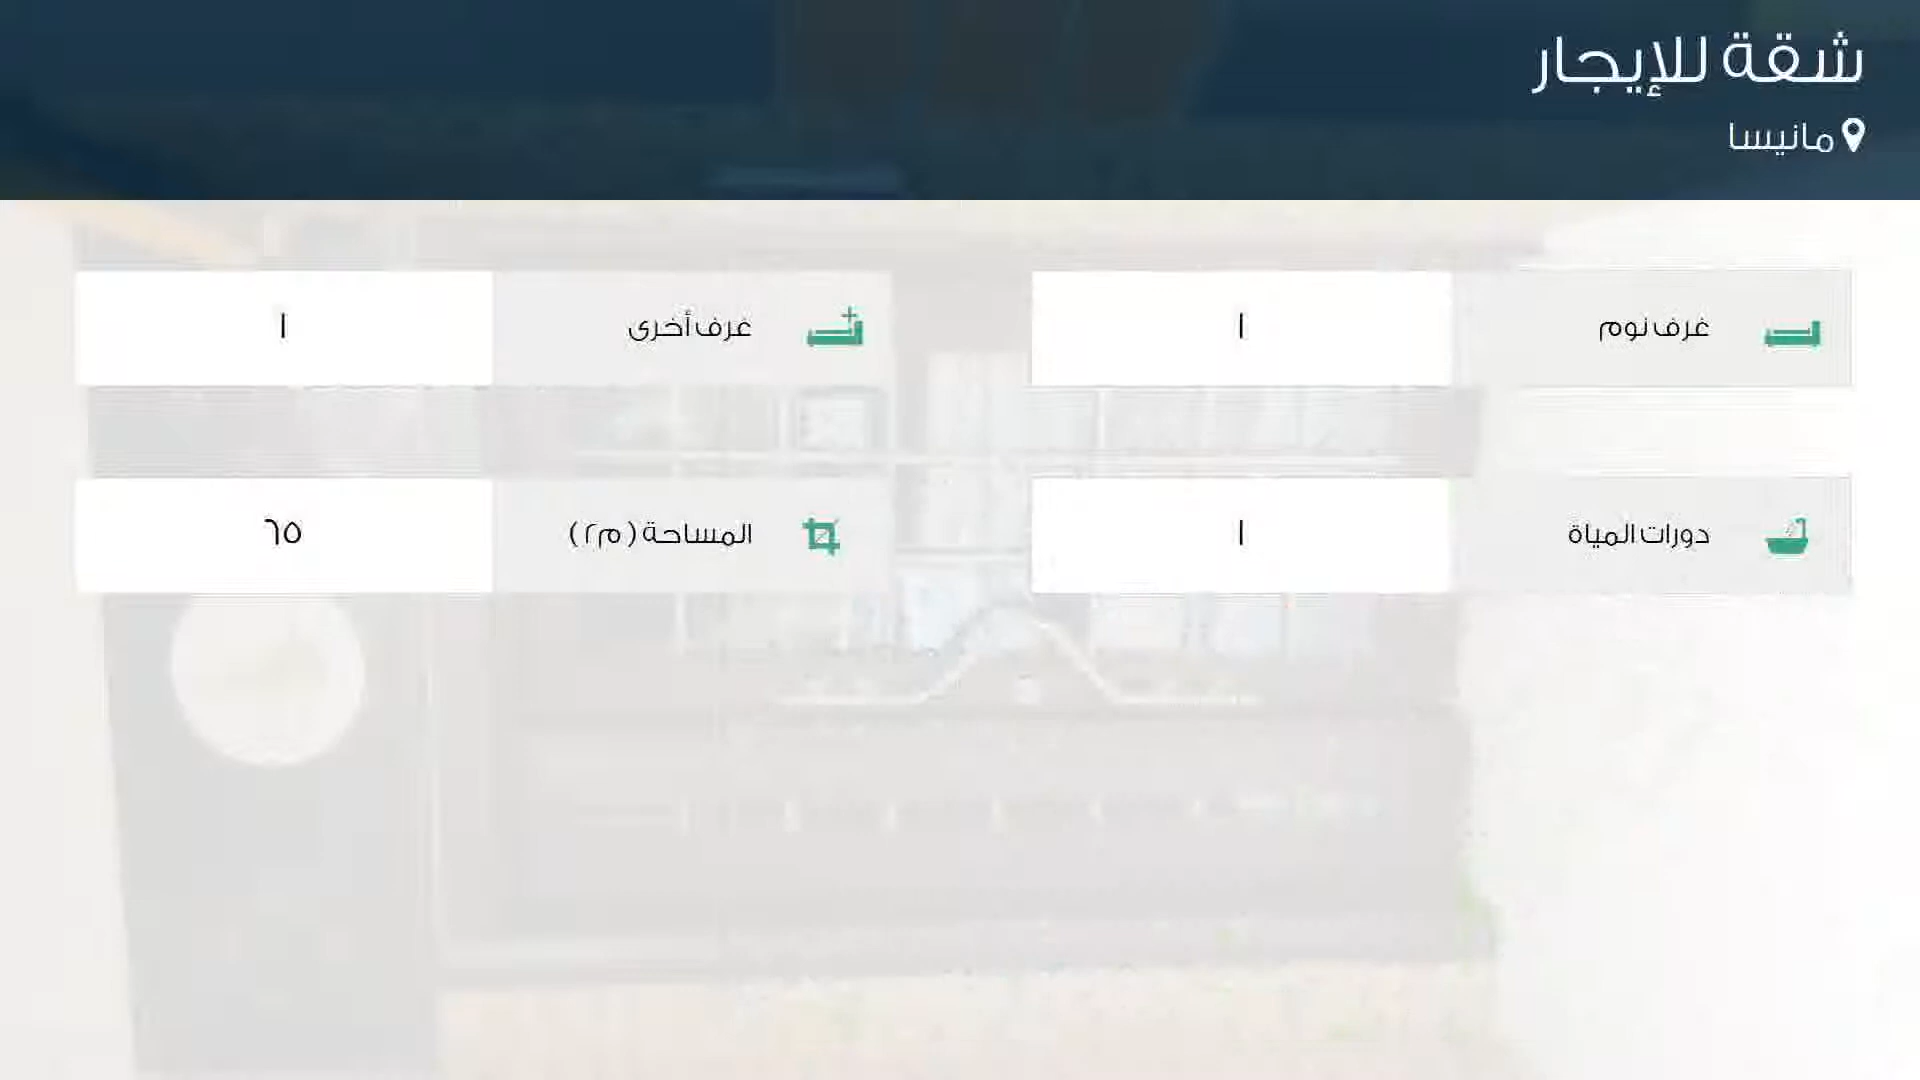 شقة للإيجار
مانيسا
غرف نوم ١
غرف أخرى ١
دورات المياة ١
المساحة (م٢) ٦٥